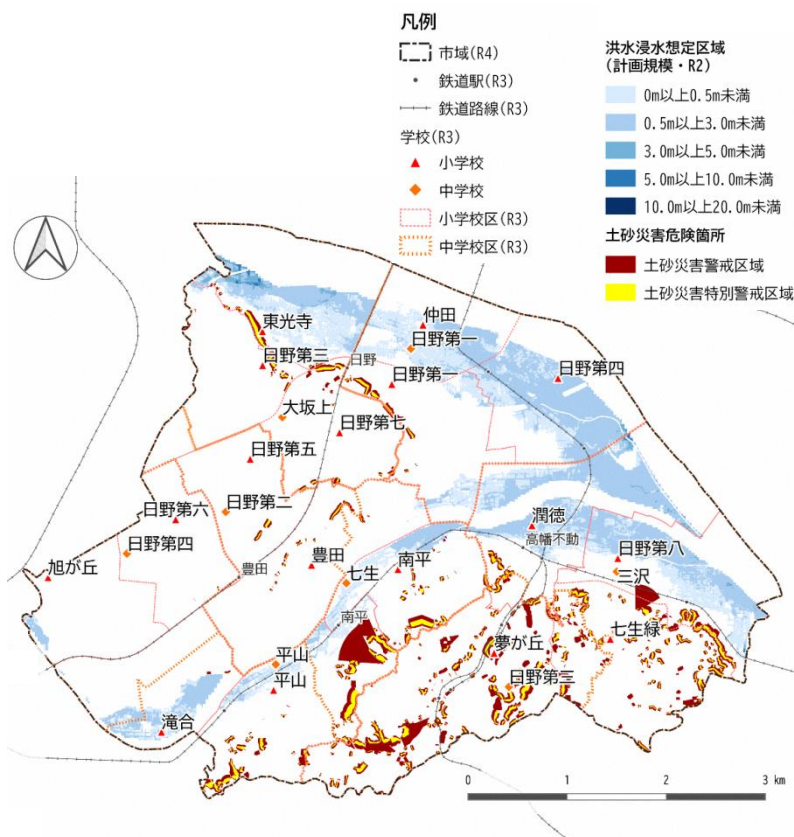 凡例
市域(R4)
鉄道駅(R3)
鉄道路線(R3)
学校(R3)
小学校
中学校
小学校区(R3)
中学校区(R3)
洪水浸水想定区域
(計画規模・R2)
0m以上0.5m未満
0.5m以上3.0m未満
3.0m以上5.0m未満
5.0m以上10.0m未満
10.0m以上20.0m未満
土砂災害危険箇所
土砂災害警戒区域
土砂災害特別警戒区域
東光寺
仲田
日野第一
日野
日野第三
日野第一
日野第四
大坂上
日野第七
日野第五
日野第二
日野第六
潤徳
高幡不動
日野第四
豊田
豊田
旭が丘
七生
南平
日野第八
三沢
南平
七生緑
夢が丘
平山
平山
日野第三
滝合
0
1
2
3 km